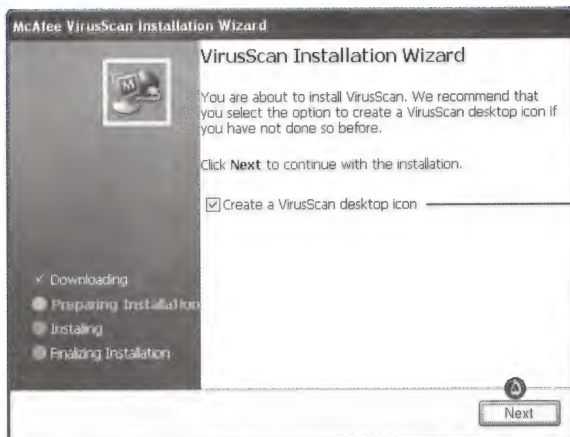 McAfee VirusScan Installation Wizard
VirusScan Installation Wizard
You are about to install VirusScan. We recommend that
you select the option to create a VirusScan desktop icon if
you have not done so before.
Click Next to continue with the installation.
Create a VirusScan desktop icon
Downloading
Preparing Installation
Installing
Finalizing Installation
A
Next